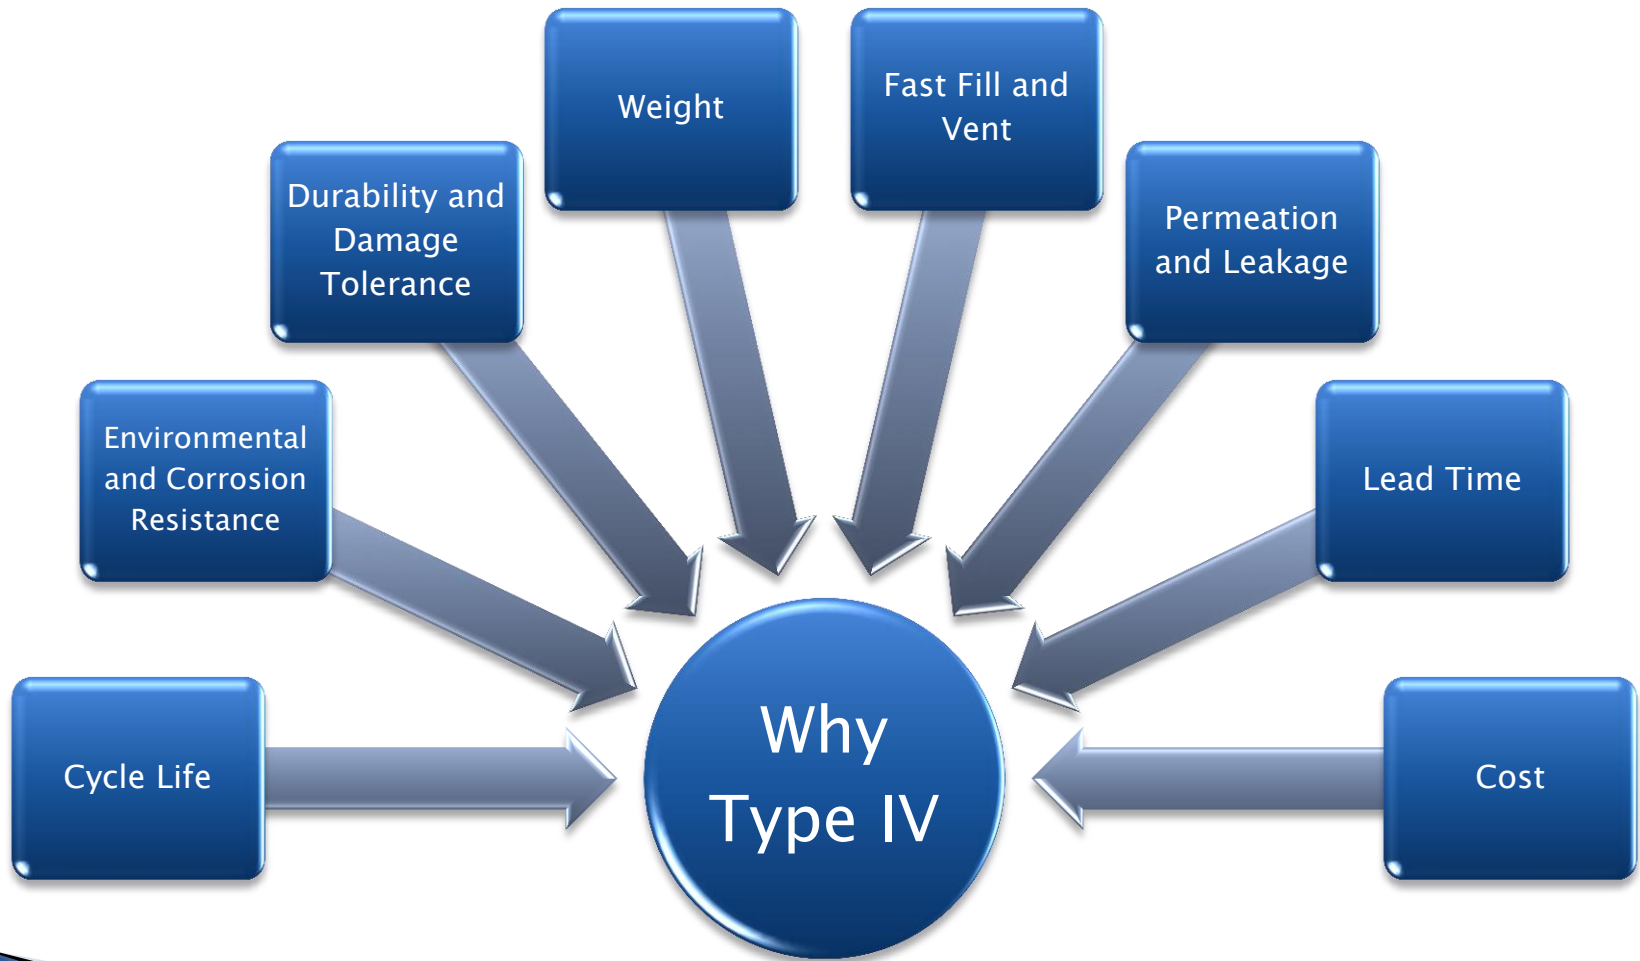 Weight
Fast Fill and
Vent
Durability and
Damage
Tolerance
Permeation
and Leakage
Environmental
and Corrosion
Resistance
Lead Time
Cycle Life
Why
Type IV
Cost